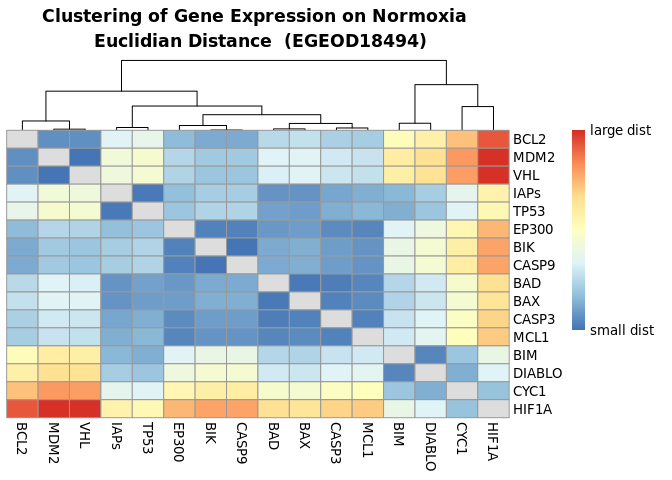 Clustering of Gene Expression on Normoxia
Euclidian Distance (EGEOD18494)
large dist
small dist
BCL2
MDM2
VHL
IAPs
TP53
EP300
BIK
CASP9
BAD
BAX
CASP3
MCL1
BIM
DIABLO
CYC1
HIF1A
BCL2
MDM2
VHL
IAPs
TP53
EP300
BIK
CASP9
BAD
BAX
CASP3
MCL1
BIM
DIABLO
CYC1
HIF1A